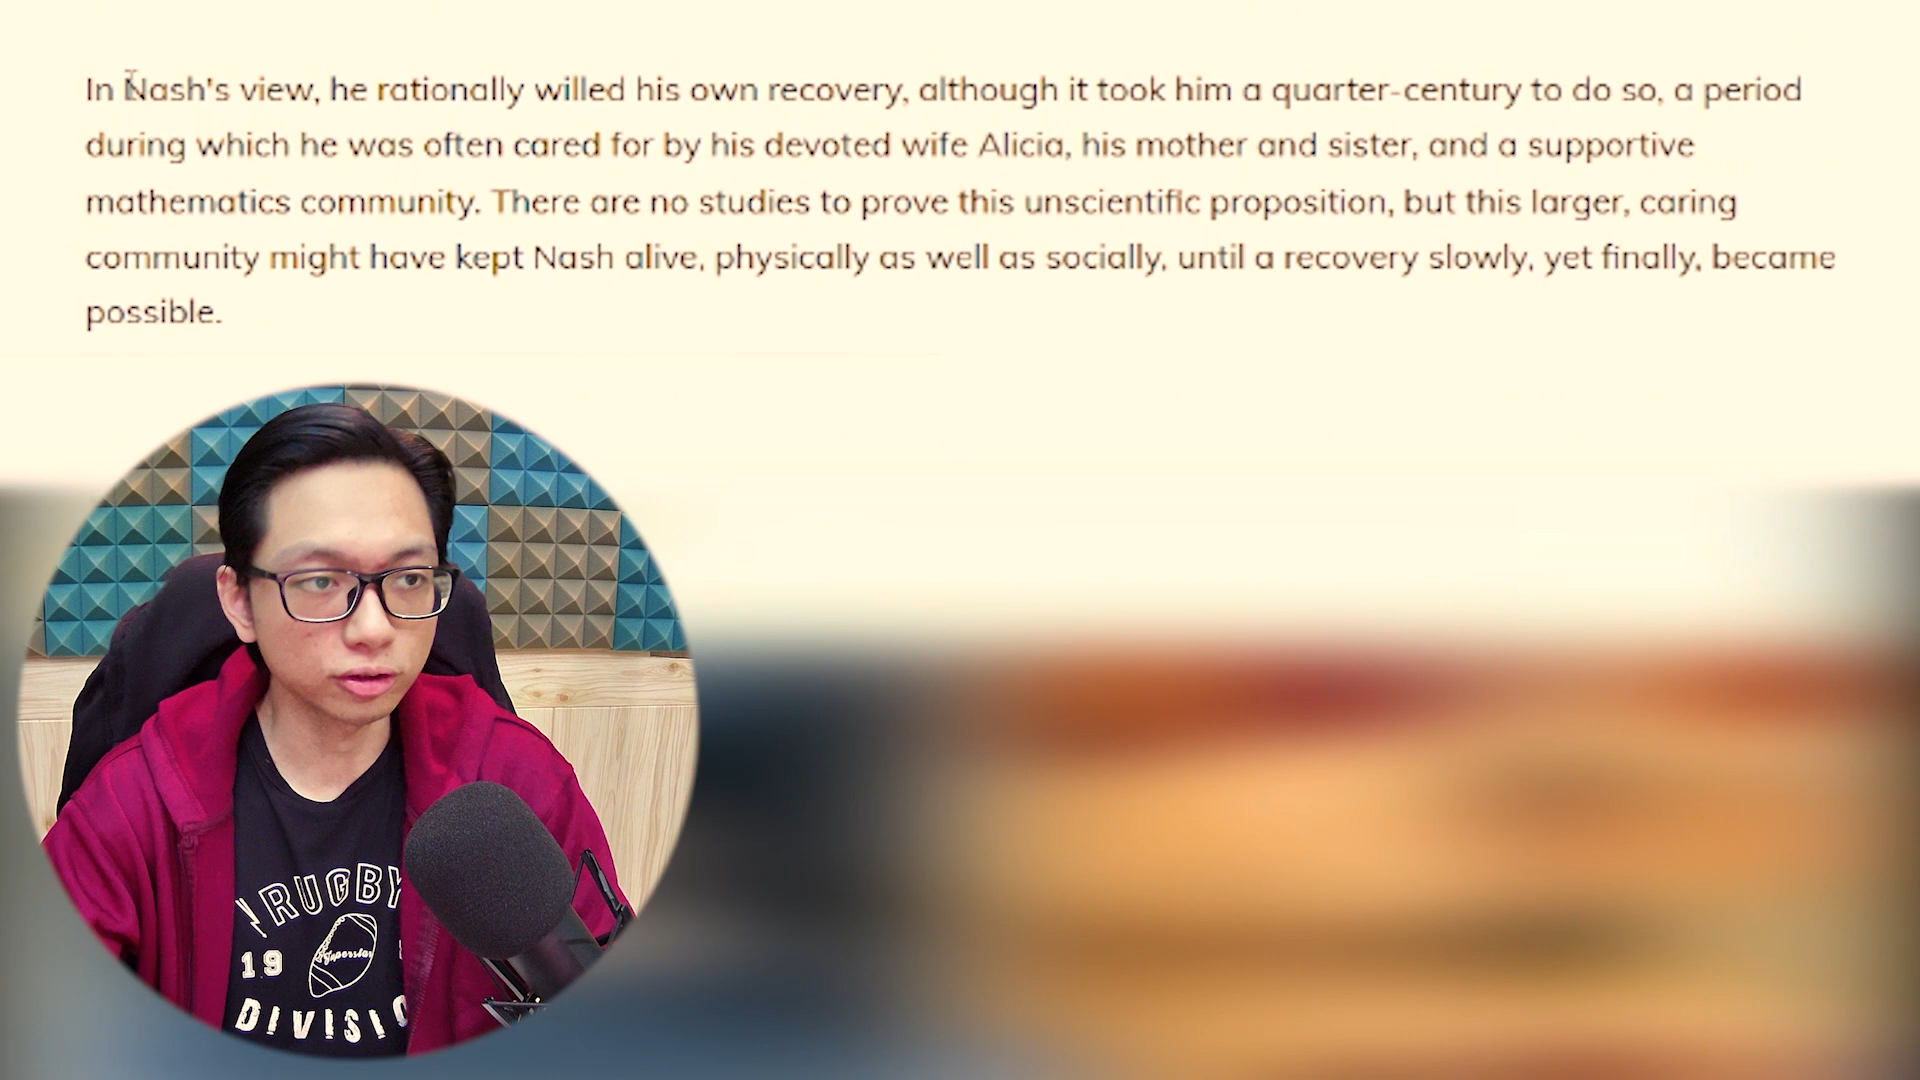 In Nash's view, he rationally willed his own recovery, although it took him a quarter-century to do so, a period
during which he was often cared for by his devoted wife Alicia, his mother and sister, and a supportive
mathematics community. There are no studies to prove this unscientific proposition, but this larger, caring
community might have kept Nash alive, physically as well as socially, until a recovery slowly, yet finally, became
possible.
RUGBY
19
Superstar
DIVISIO